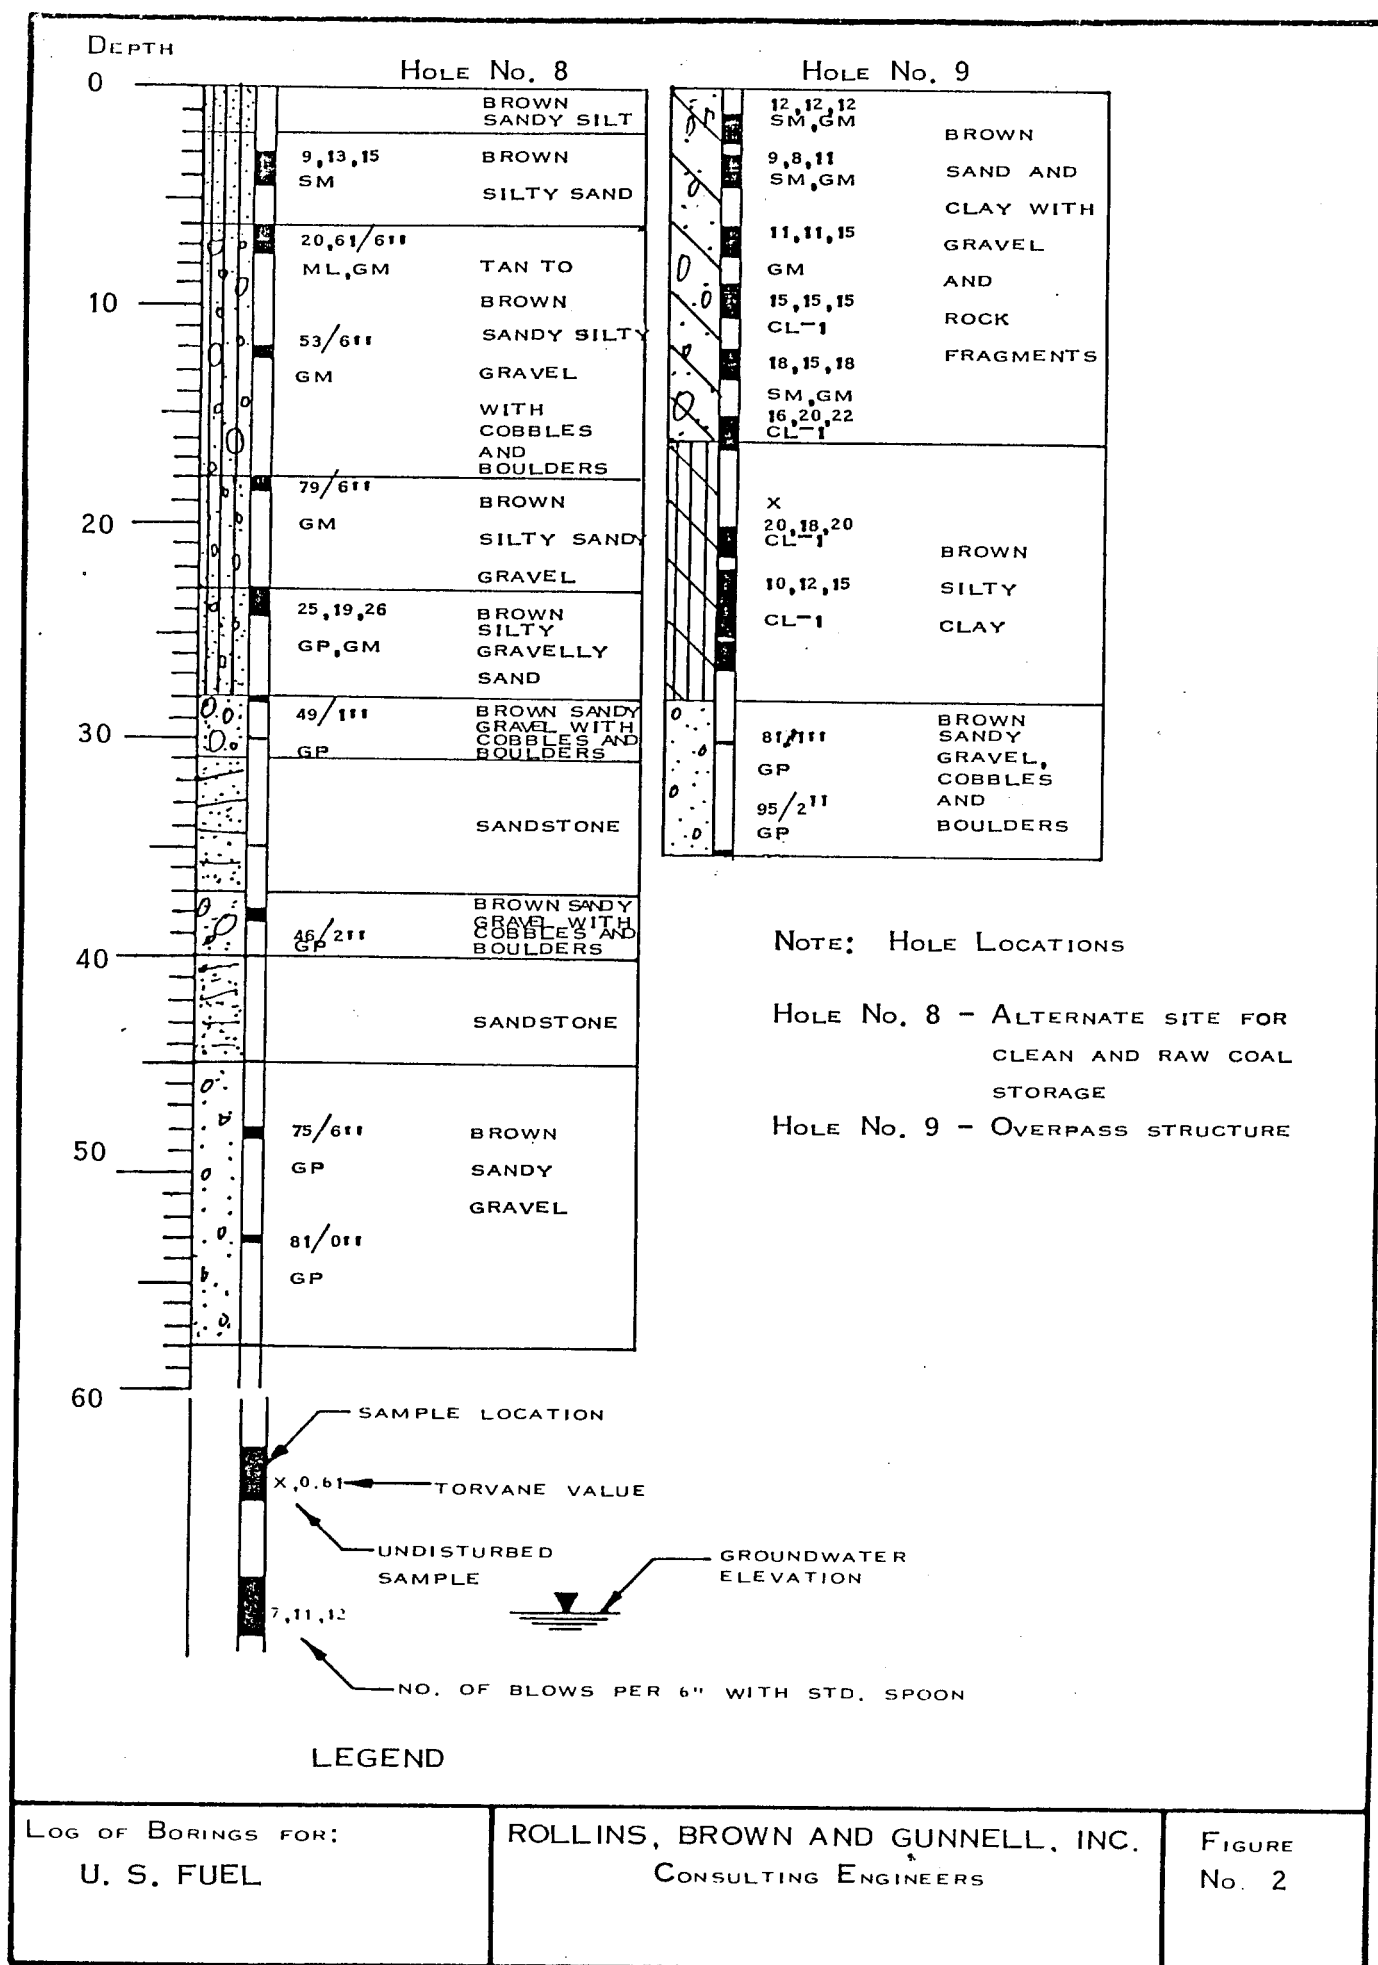 DEPTH
HOLE NO. 8
HOLE NO. 9
0
10
20
30
40
50
60
BROWN
SANDY SILT
9,13,15
SM
BROWN
SILTY SAND
20,61/6"
ML,GM
TAN TO
BROWN
53/6"
SANDY SILTY
GM
GRAVEL
WITH
COBBLES
AND
BOULDERS
79/6"
GM
BROWN
SILTY SANDY
GRAVEL
25,19,26
GP,GM
BROWN
SILTY
GRAVELLY
SAND
49/1"
GP
BROWN SANDY
GRAVEL WITH
COBBLES AND
BOULDERS
SANDSTONE
46/2"
GP
BROWN SANDY
GRAVEL WITH
COBBLES AND
BOULDERS
SANDSTONE
75/6"
GP
BROWN
SANDY
GRAVEL
81/0"
GP
12,12,12
SM,GM
9,8,11
SM,GM
11,11,15
GM
15,15,15
CL-1
18,15,18
SM,GM
16,20,22
CL-1
BROWN
SAND AND
CLAY WITH
GRAVEL
AND
ROCK
FRAGMENTS
X
20,18,20
CL-1
10,12,15
CL-1
BROWN
SILTY
CLAY
81/1"
GP
95/2"
GP
BROWN
SANDY
GRAVEL,
COBBLES
AND
BOULDERS
NOTE: HOLE LOCATIONS
HOLE NO. 8 - ALTERNATE SITE FOR
CLEAN AND RAW COAL
STORAGE
HOLE NO. 9 - OVERPASS STRUCTURE
SAMPLE LOCATION
X,0.61
TORVANE VALUE
UNDISTURBED
SAMPLE
GROUNDWATER
ELEVATION
7,11,12
NO. OF BLOWS PER 6" WITH STD. SPOON
LEGEND
LOG OF BORINGS FOR:
U. S. FUEL
ROLLINS, BROWN AND GUNNELL, INC.
CONSULTING ENGINEERS
FIGURE
NO. 2